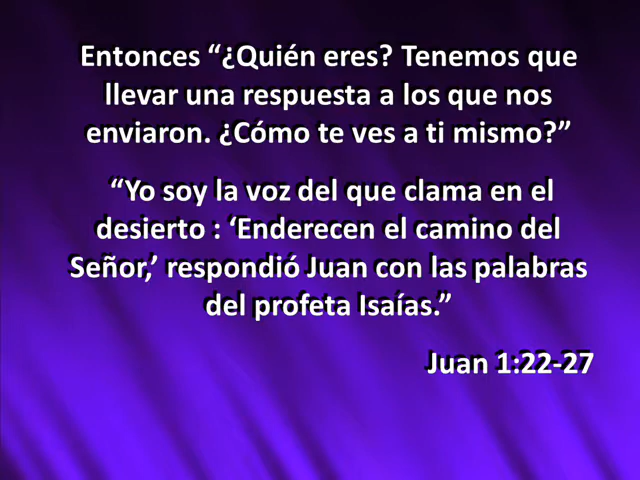 Entonces “¿Quién eres? Tenemos que
llevar una respuesta a los que nos
enviaron. ¿Cómo te ves a ti mismo?”
“Yo soy la voz del que clama en el
desierto : ‘Enderecen el camino del
Señor,’ respondió Juan con las palabras
del profeta Isaías.”
Juan 1:22-27